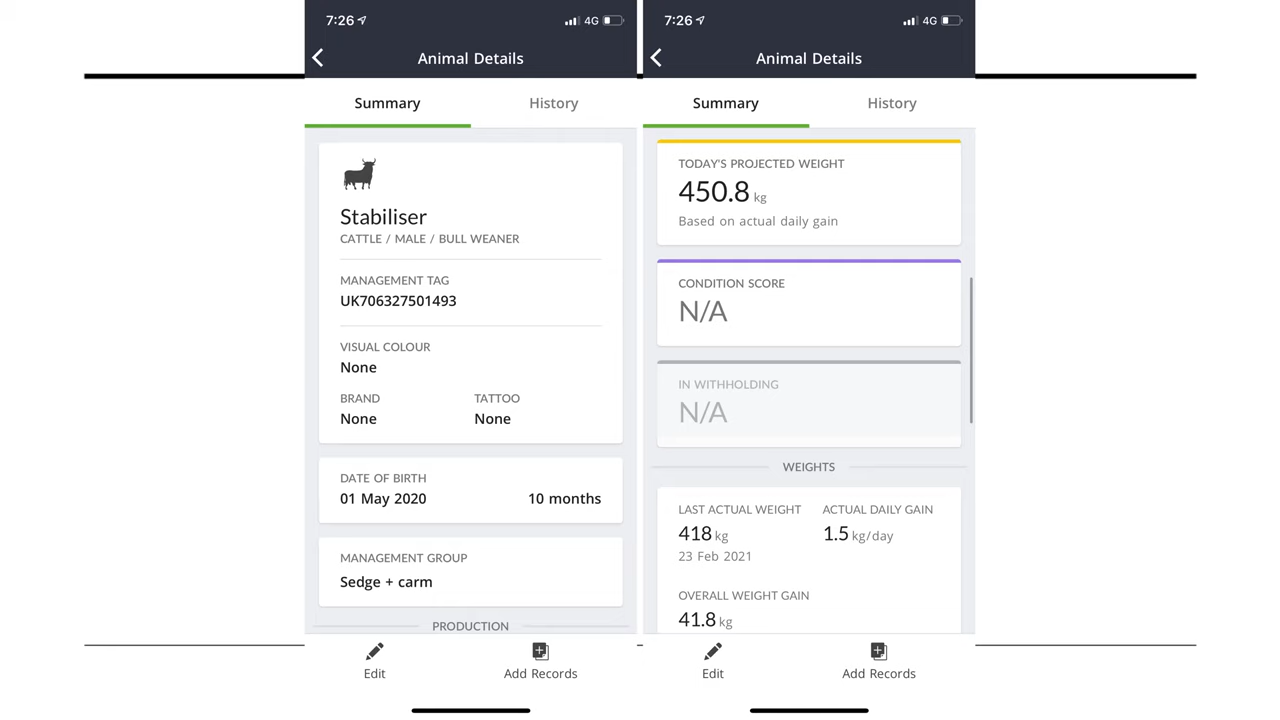 7:26
4G
Animal Details
Summary
History
Stabiliser
CATTLE / MALE / BULL WEANER
MANAGEMENT TAG
UK706327501493
VISUAL COLOUR
None
BRAND
TATTOO
None
None
DATE OF BIRTH
01 May 2020
10 months
MANAGEMENT GROUP
Sedge + carm
PRODUCTION
Edit
Add Records
7:26
4G
Animal Details
Summary
History
TODAY'S PROJECTED WEIGHT
450.8 kg
Based on actual daily gain
CONDITION SCORE
N/A
IN WITHHOLDING
N/A
WEIGHTS
LAST ACTUAL WEIGHT
ACTUAL DAILY GAIN
418 kg
1.5 kg/day
23 Feb 2021
OVERALL WEIGHT GAIN
41.8 kg
Edit
Add Records